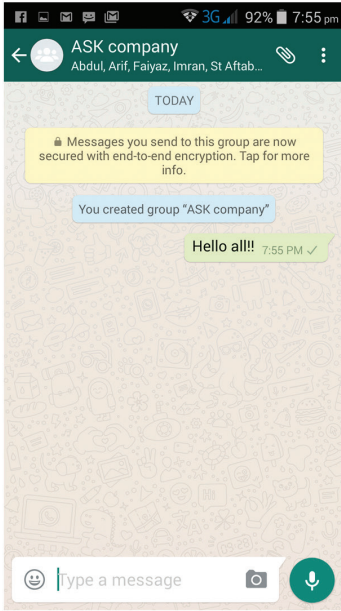 3G 92% 7:55 pm
ASK company
Abdul, Arif, Faiyaz, Imran, St Aftab...
TODAY
Messages you send to this group are now
secured with end-to-end encryption. Tap for more
info.
You created group “ASK company”
Hello all!! 7:55 PM
Type a message